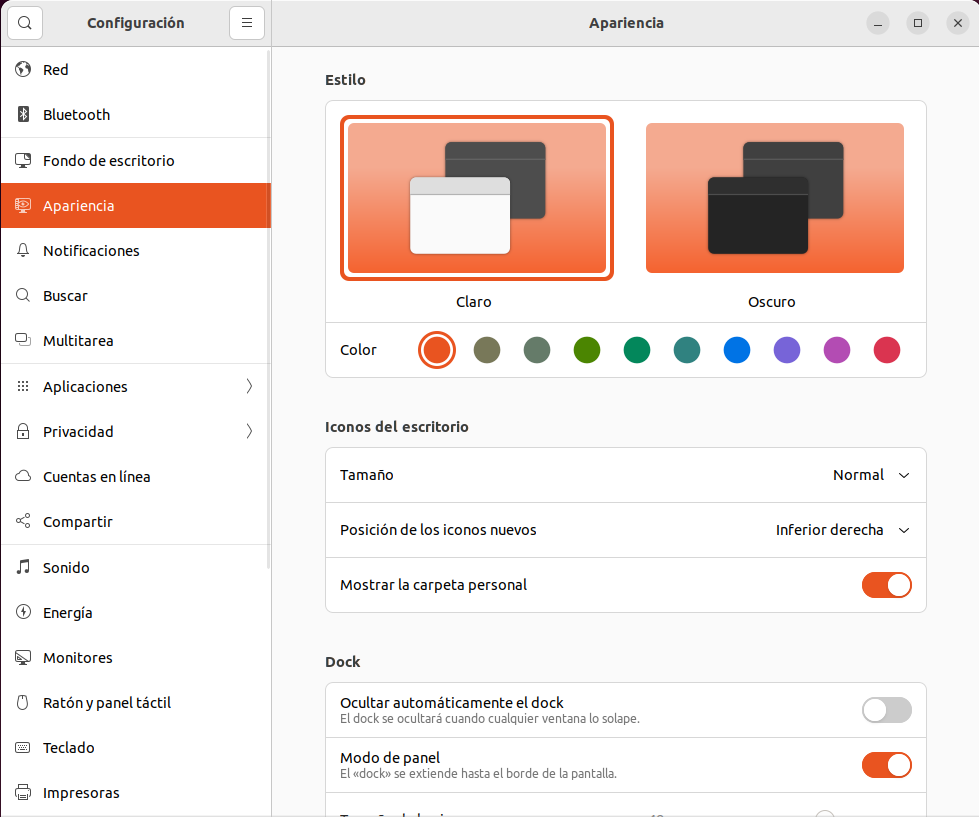 Configuración
Apariencia
Red
Bluetooth
Fondo de escritorio
Apariencia
Notificaciones
Buscar
Multitarea
Aplicaciones
Privacidad
Cuentas en línea
Compartir
Sonido
Energía
Monitores
Ratón y panel táctil
Teclado
Impresoras
Estilo
Claro
Oscuro
Color
Iconos del escritorio
Tamaño
Normal
Posición de los iconos nuevos
Inferior derecha
Mostrar la carpeta personal
Dock
Ocultar automáticamente el dock
El dock se ocultará cuando cualquier ventana lo solape.
Modo de panel
El «dock» se extiende hasta el borde de la pantalla.